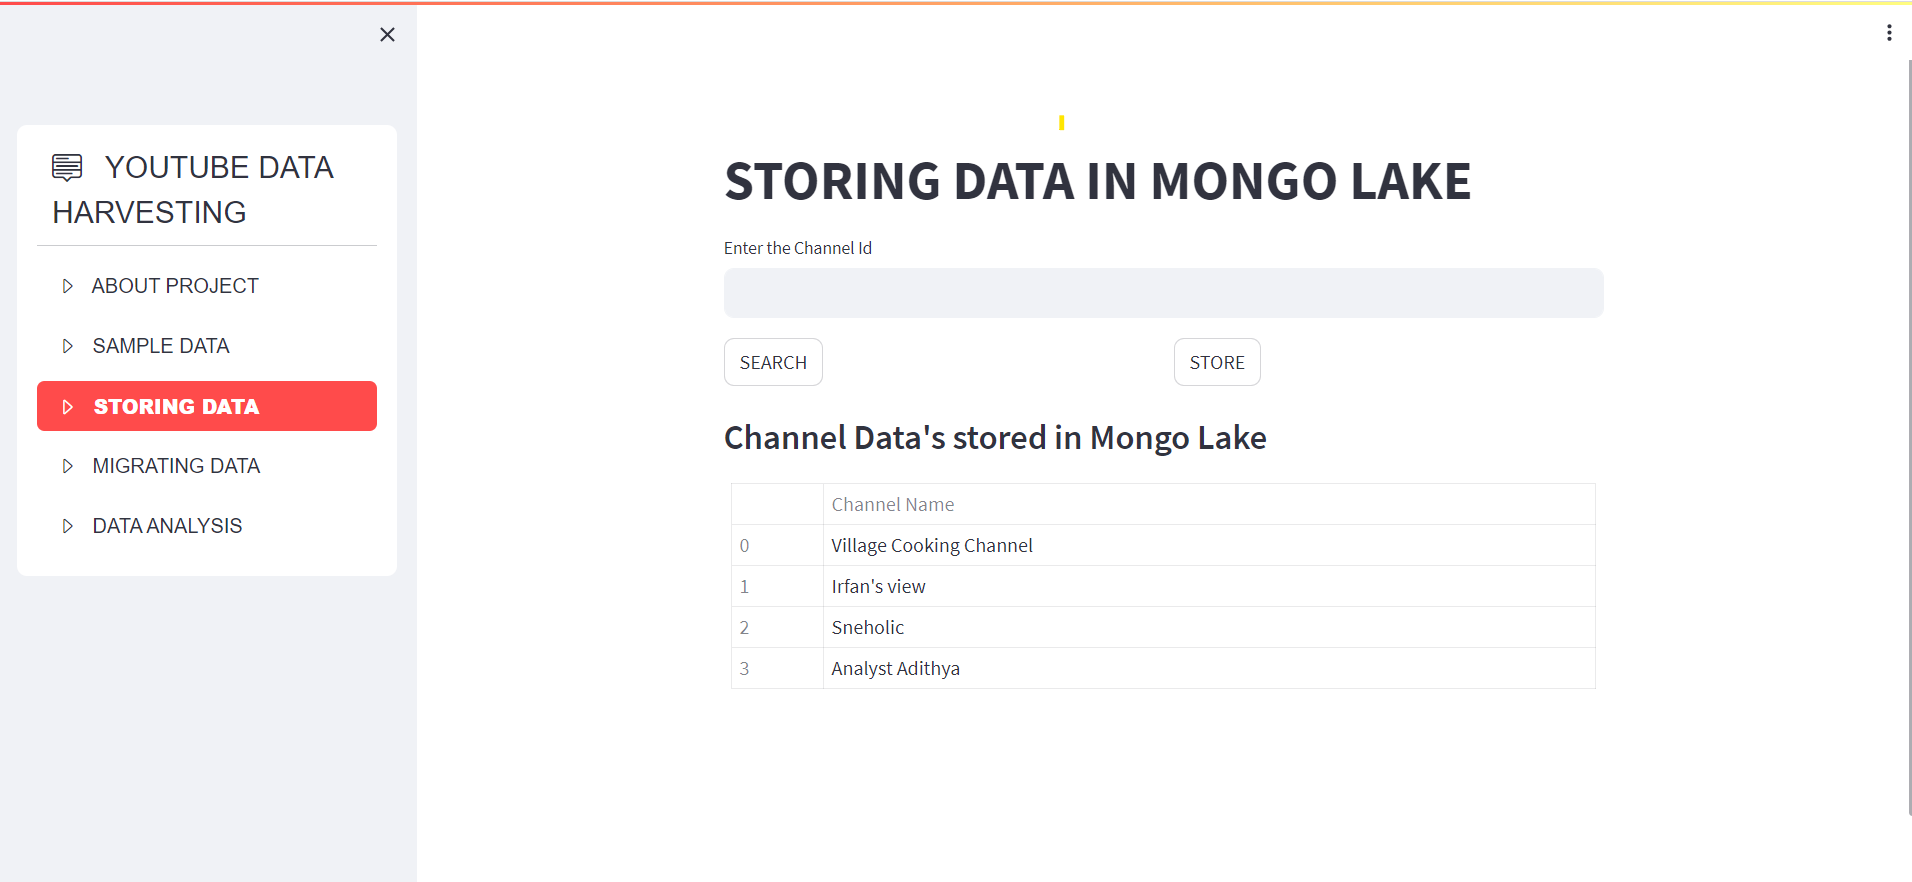 YOUTUBE DATA
HARVESTING
ABOUT PROJECT
SAMPLE DATA
STORING DATA
MIGRATING DATA
DATA ANALYSIS
STORING DATA IN MONGO LAKE
Enter the Channel Id
SEARCH
STORE
Channel Data's stored in Mongo Lake
Channel Name
0 Village Cooking Channel
1 Irfan's view
2 Sneholic
3 Analyst Adithya